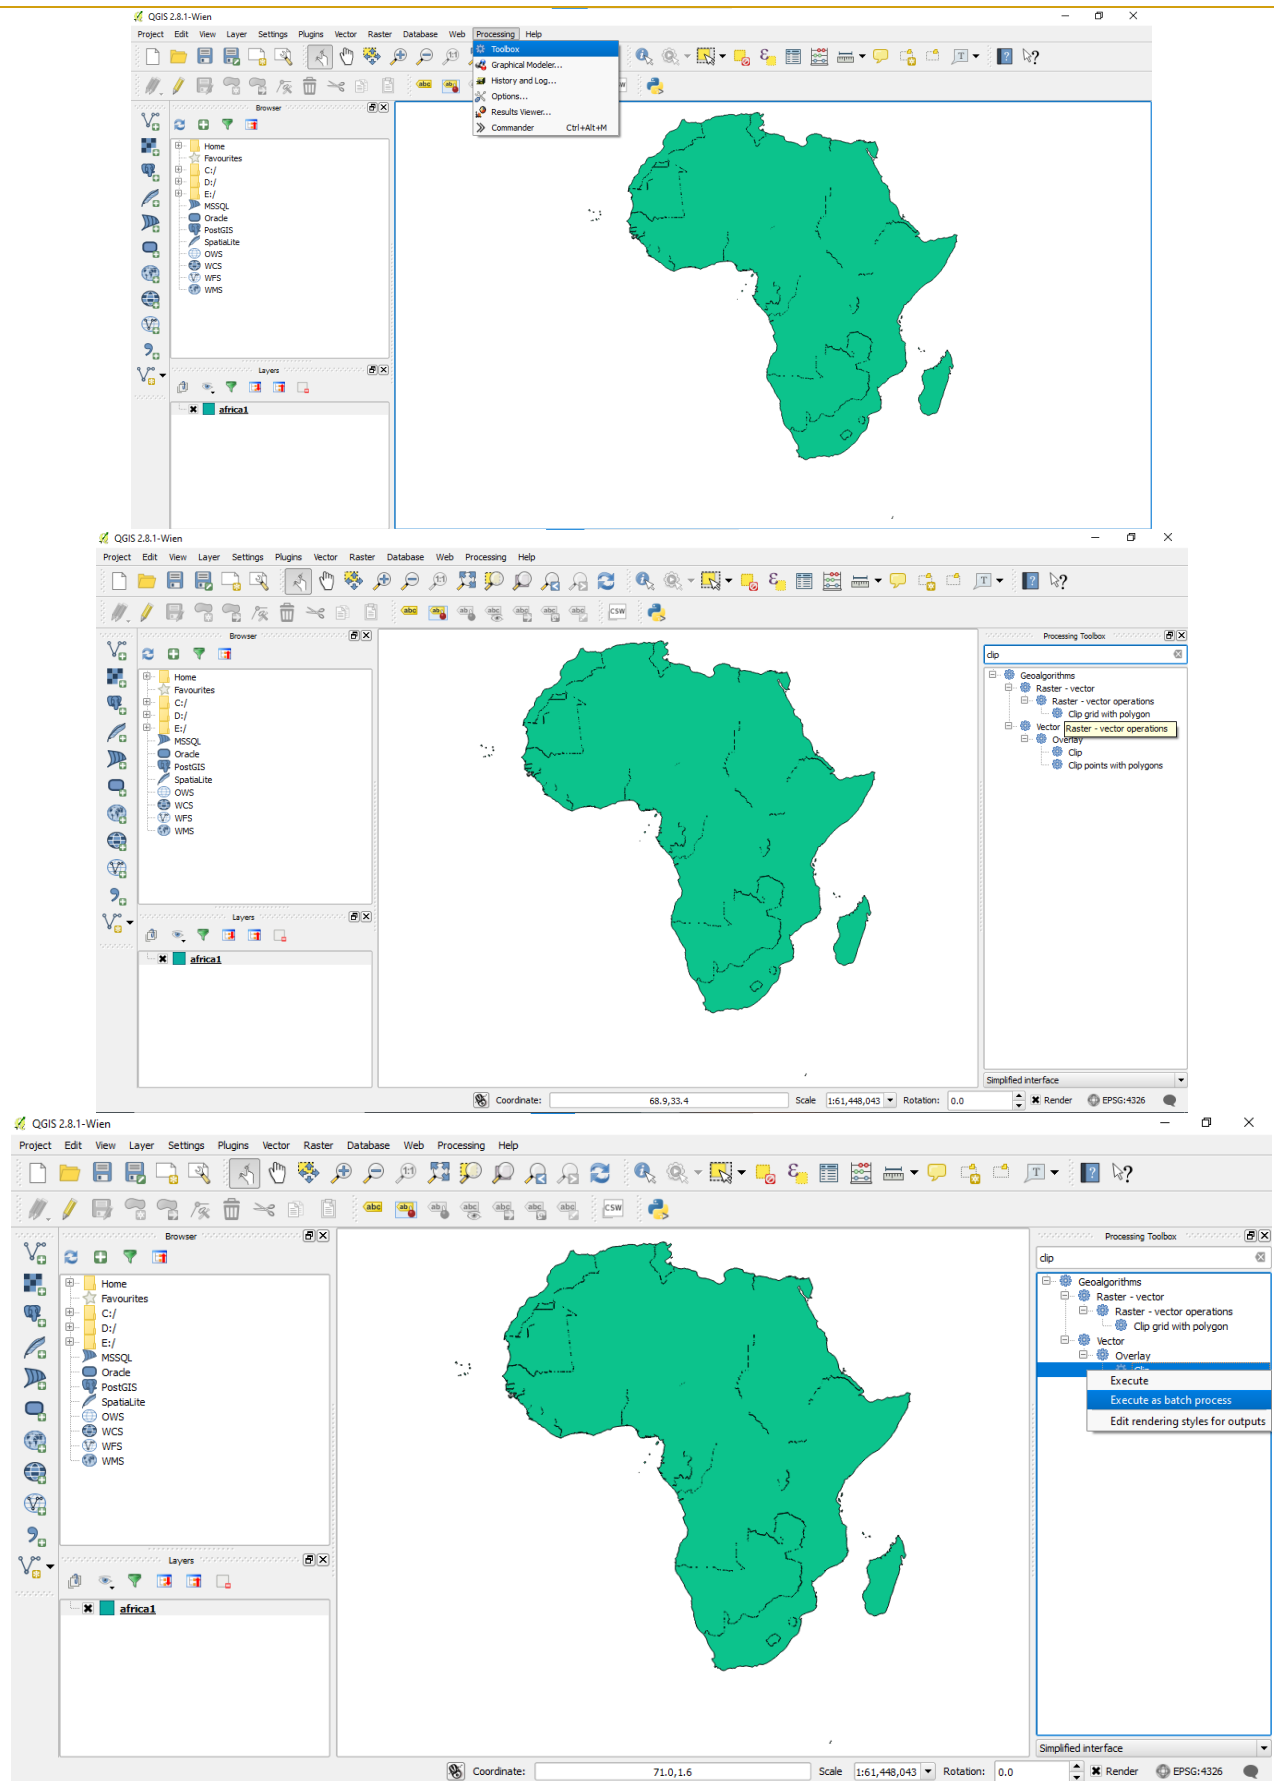 QGIS 2.8.1-Wien
Project Edit View Layer Settings Plugins Vector Raster Database Web Processing Help
Toolbox
Graphical Modeler...
History and Log...
Options...
Results Viewer...
Commander Ctrl+Alt+M
Browser
Home
Favourites
C:/
D:/
E:/
MSSQL
Oracle
PostGIS
SpatiaLite
OWS
WCS
WFS
WMS
Layers
africa1
QGIS 2.8.1-Wien
Project Edit View Layer Settings Plugins Vector Raster Database Web Processing Help
abc CSW
Browser
Home
Favourites
C:/
D:/
E:/
MSSQL
Oracle
PostGIS
SpatiaLite
OWS
WCS
WFS
WMS
Layers
africa1
Processing Toolbox
clip
Geoalgorithms
Raster - vector
Raster - vector operations
Clip grid with polygon
Vector Raster - vector operations
Overlay
Clip
Clip points with polygons
Simplified interface
Coordinate: 68.9,33.4 Scale 1:61,448,043 Rotation: 0.0 Render EPSG:4326
QGIS 2.8.1-Wien
Project Edit View Layer Settings Plugins Vector Raster Database Web Processing Help
abc CSW
Browser
Home
Favourites
C:/
D:/
E:/
MSSQL
Oracle
PostGIS
SpatiaLite
OWS
WCS
WFS
WMS
Layers
africa1
Processing Toolbox
clip
Geoalgorithms
Raster - vector
Raster - vector operations
Clip grid with polygon
Vector
Overlay
Clip
Execute
Execute as batch process
Edit rendering styles for outputs
Simplified interface
Coordinate: 71.0,1.6 Scale 1:61,448,043 Rotation: 0.0 Render EPSG:4326